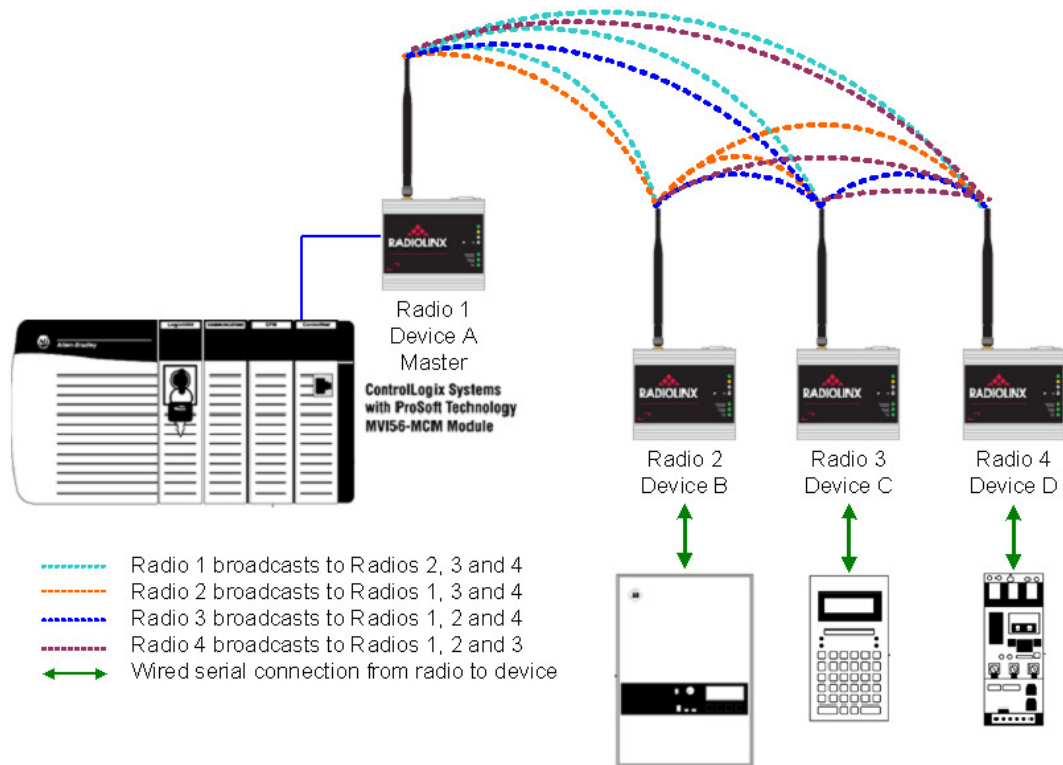 RADIOLINX
Radio 1
Device A
Master
Allen-Bradley
ControlLogix Systems
with ProSoft Technology
MVI56-MCM Module
RADIOLINX
RADIOLINX
RADIOLINX
Radio 2
Device B
Radio 3
Device C
Radio 4
Device D
Radio 1 broadcasts to Radios 2, 3 and 4
Radio 2 broadcasts to Radios 1, 3 and 4
Radio 3 broadcasts to Radios 1, 2 and 4
Radio 4 broadcasts to Radios 1, 2 and 3
Wired serial connection from radio to device